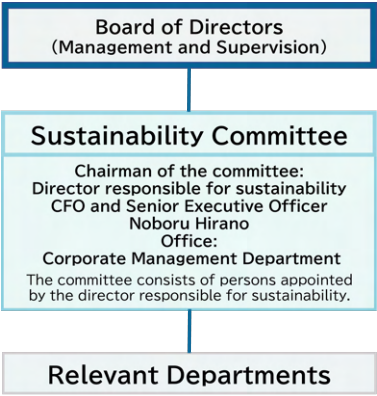 Board of Directors
(Management and Supervision)
Sustainability Committee
Chairman of the committee:
Director responsible for sustainability
CFO and Senior Executive Officer
Noboru Hirano
Office:
Corporate Management Department
The committee consists of persons appointed
by the director responsible for sustainability.
Relevant Departments